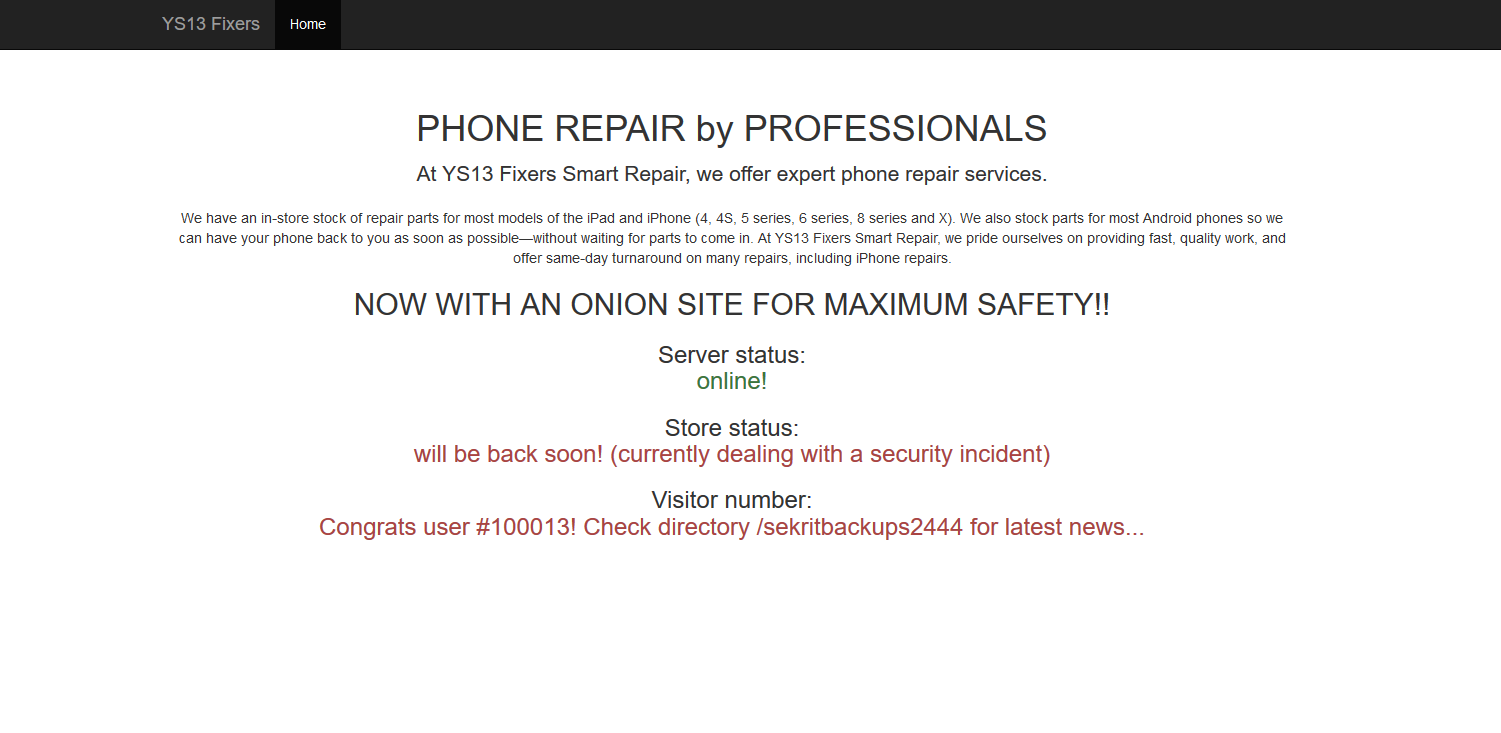 YS13 Fixers Home
PHONE REPAIR by PROFESSIONALS
At YS13 Fixers Smart Repair, we offer expert phone repair services.
We have an in-store stock of repair parts for most models of the iPad and iPhone (4, 4S, 5 series, 6 series, 8 series and X). We also stock parts for most Android phones so we
can have your phone back to you as soon as possible—without waiting for parts to come in. At YS13 Fixers Smart Repair, we pride ourselves on providing fast, quality work, and
offer same-day turnaround on many repairs, including iPhone repairs.
NOW WITH AN ONION SITE FOR MAXIMUM SAFETY!!
Server status:
online!
Store status:
will be back soon! (currently dealing with a security incident)
Visitor number:
Congrats user #100013! Check directory /sekritbackups2444 for latest news...